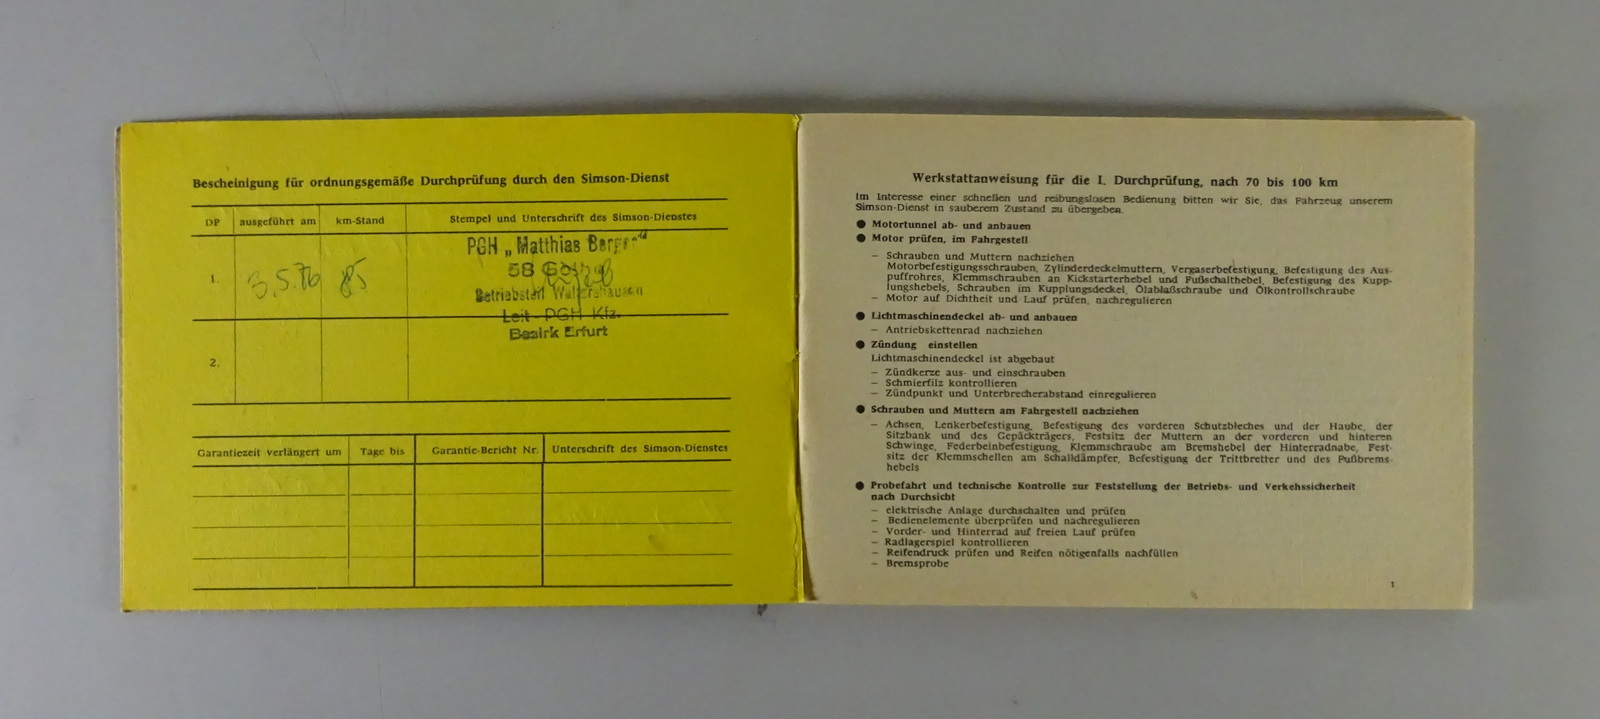 Bescheinigung für ordnungsgemäße Durchprüfung durch den Simson-Dienst
DP ausgeführt am km-Stand Stempel und Unterschrift des Simson-Dienstes
PGH „Matthias Berger"
1. 3.5.76 85
58 Gotha
Betriebsteil Waltershausen
Leit-PGH Kfz.
Bezirk Erfurt
2.
Garantiezeit verlängert um Tage bis Garantie-Bericht Nr. Unterschrift des Simson-Dienstes
Werkstattanweisung für die I. Durchprüfung, nach 70 bis 100 km
Im Interesse einer schnellen und reibungslosen Bedienung bitten wir Sie, das Fahrzeug unserem
Simson-Dienst in sauberem Zustand zu übergeben.
● Motortunnel ab- und anbauen
● Motor prüfen, im Fahrgestell
— Schrauben und Muttern nachziehen
Motorbefestigungsschrauben, Zylinderdeckelmuttern, Vergaserbefestigung, Befestigung des Aus-
puffrohres, Klemmschrauben an Kickstarterhebel und Fußschalthebel, Befestigung des Kupp-
lungshebels, Schrauben im Kupplungsdeckel, Ölablaßschraube und Ölkontrollschraube
— Motor auf Dichtheit und Lauf prüfen, nachregulieren
● Lichtmaschinendeckel ab- und anbauen
— Antriebskettenrad nachziehen
● Zündung einstellen
Lichtmaschinendeckel ist abgebaut
— Zündkerze aus- und einschrauben
— Schmierfilz kontrollieren
— Zündpunkt und Unterbrecherabstand einregulieren
● Schrauben und Muttern am Fahrgestell nachziehen
— Achsen, Lenkerbefestigung, Befestigung des vorderen Schutzbleches und der Haube, der
Sitzbank und des Gepäckträgers, Festsitz der Muttern an der vorderen und hinteren
Schwinge, Federbeinbefestigung, Klemmschraube am Bremshebel der Hinterradnabe, Fest-
sitz der Klemmschellen am Schalldämpfer, Befestigung der Trittbretter und des Fußbrems-
hebels
● Probefahrt und technische Kontrolle zur Feststellung der Betriebs- und Verkehssicherheit
nach Durchsicht
— elektrische Anlage durchschalten und prüfen
— Bedienelemente überprüfen und nachregulieren
— Vorder- und Hinterrad auf freien Lauf prüfen
— Radlagerspiel kontrollieren
— Reifendruck prüfen und Reifen nötigenfalls nachfüllen
— Bremsprobe
1